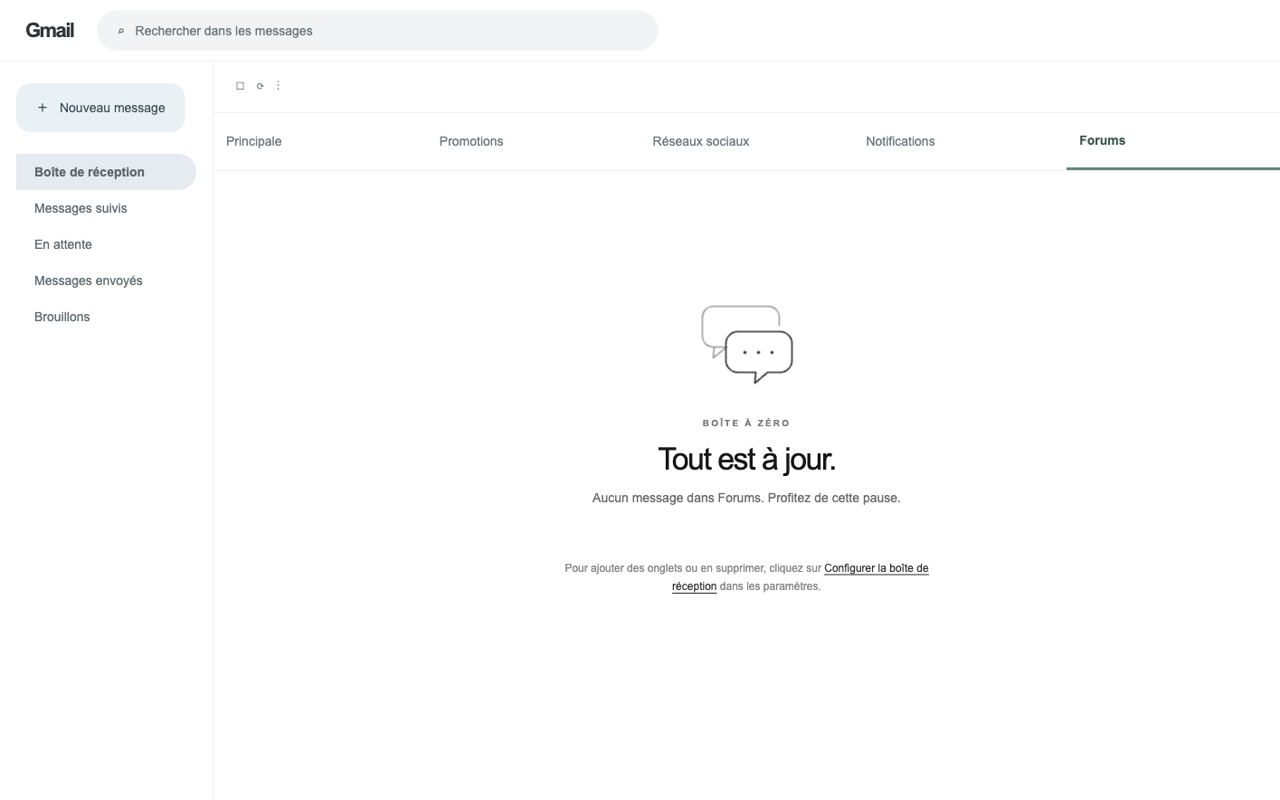 Gmail
Rechercher dans les messages
+ Nouveau message
Boîte de réception
Messages suivis
En attente
Messages envoyés
Brouillons
Principale
Promotions
Réseaux sociaux
Notifications
Forums
BOÎTE À ZÉRO
Tout est à jour.
Aucun message dans Forums. Profitez de cette pause.
Pour ajouter des onglets ou en supprimer, cliquez sur Configurer la boîte de
réception dans les paramètres.